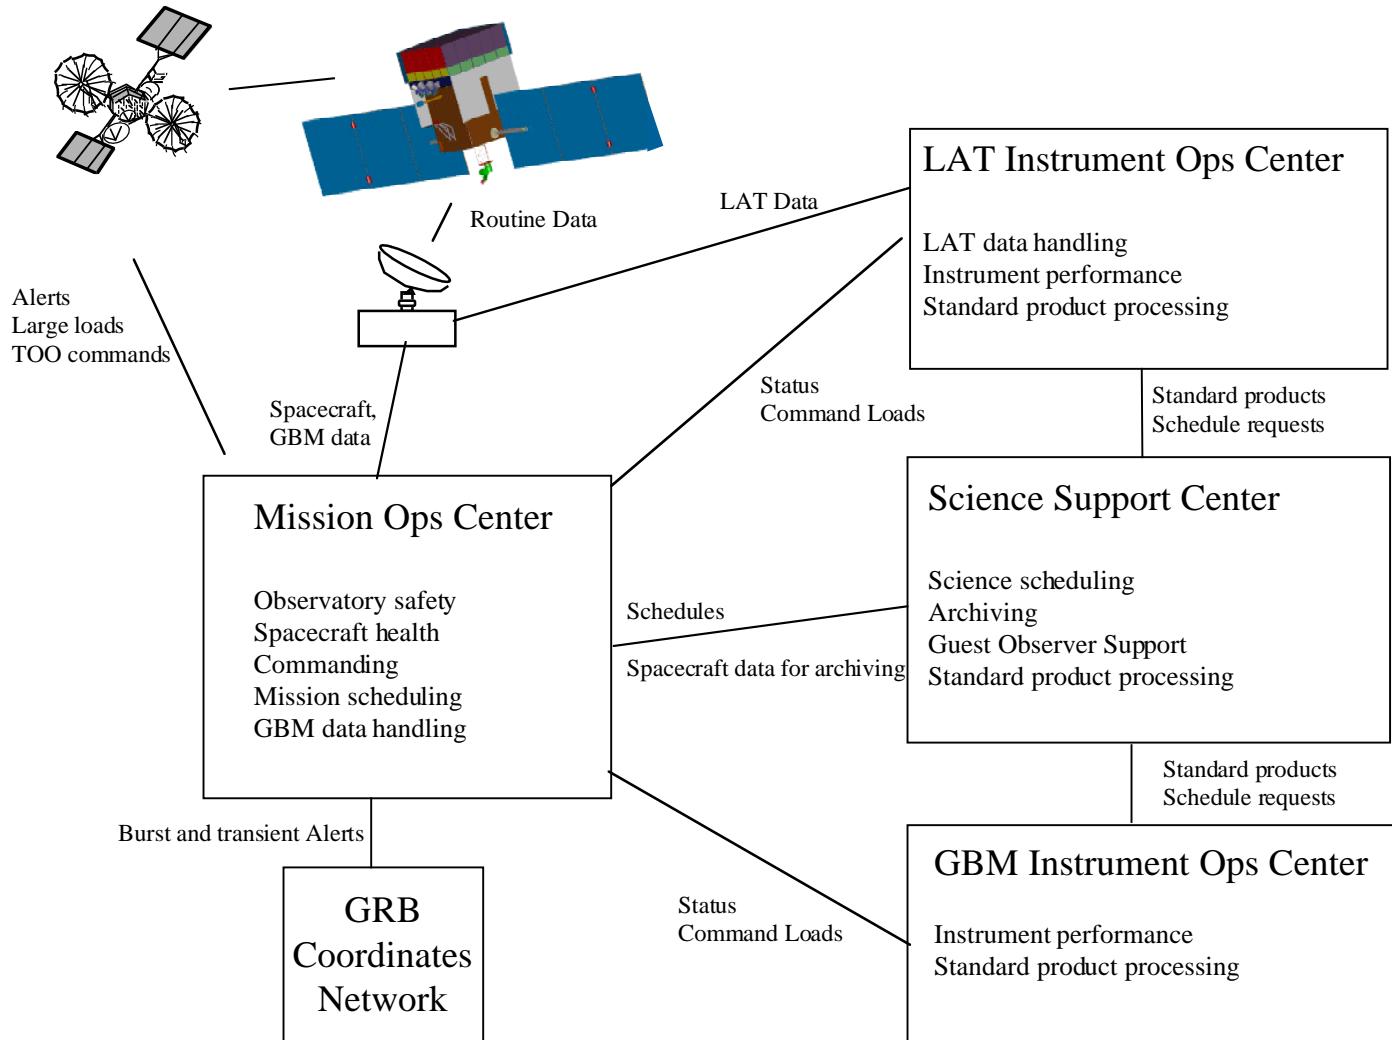 LAT Instrument Ops Center
LAT data handling
Instrument performance
Standard product processing
LAT Data
Routine Data
Alerts
Large loads
TOO commands
Spacecraft,
GBM data
Status
Command Loads
Standard products
Schedule requests
Mission Ops Center
Observatory safety
Spacecraft health
Commanding
Mission scheduling
GBM data handling
Schedules
Spacecraft data for archiving
Science Support Center
Science scheduling
Archiving
Guest Observer Support
Standard product processing
Standard products
Schedule requests
Burst and transient Alerts
GRB
Coordinates
Network
Status
Command Loads
GBM Instrument Ops Center
Instrument performance
Standard product processing